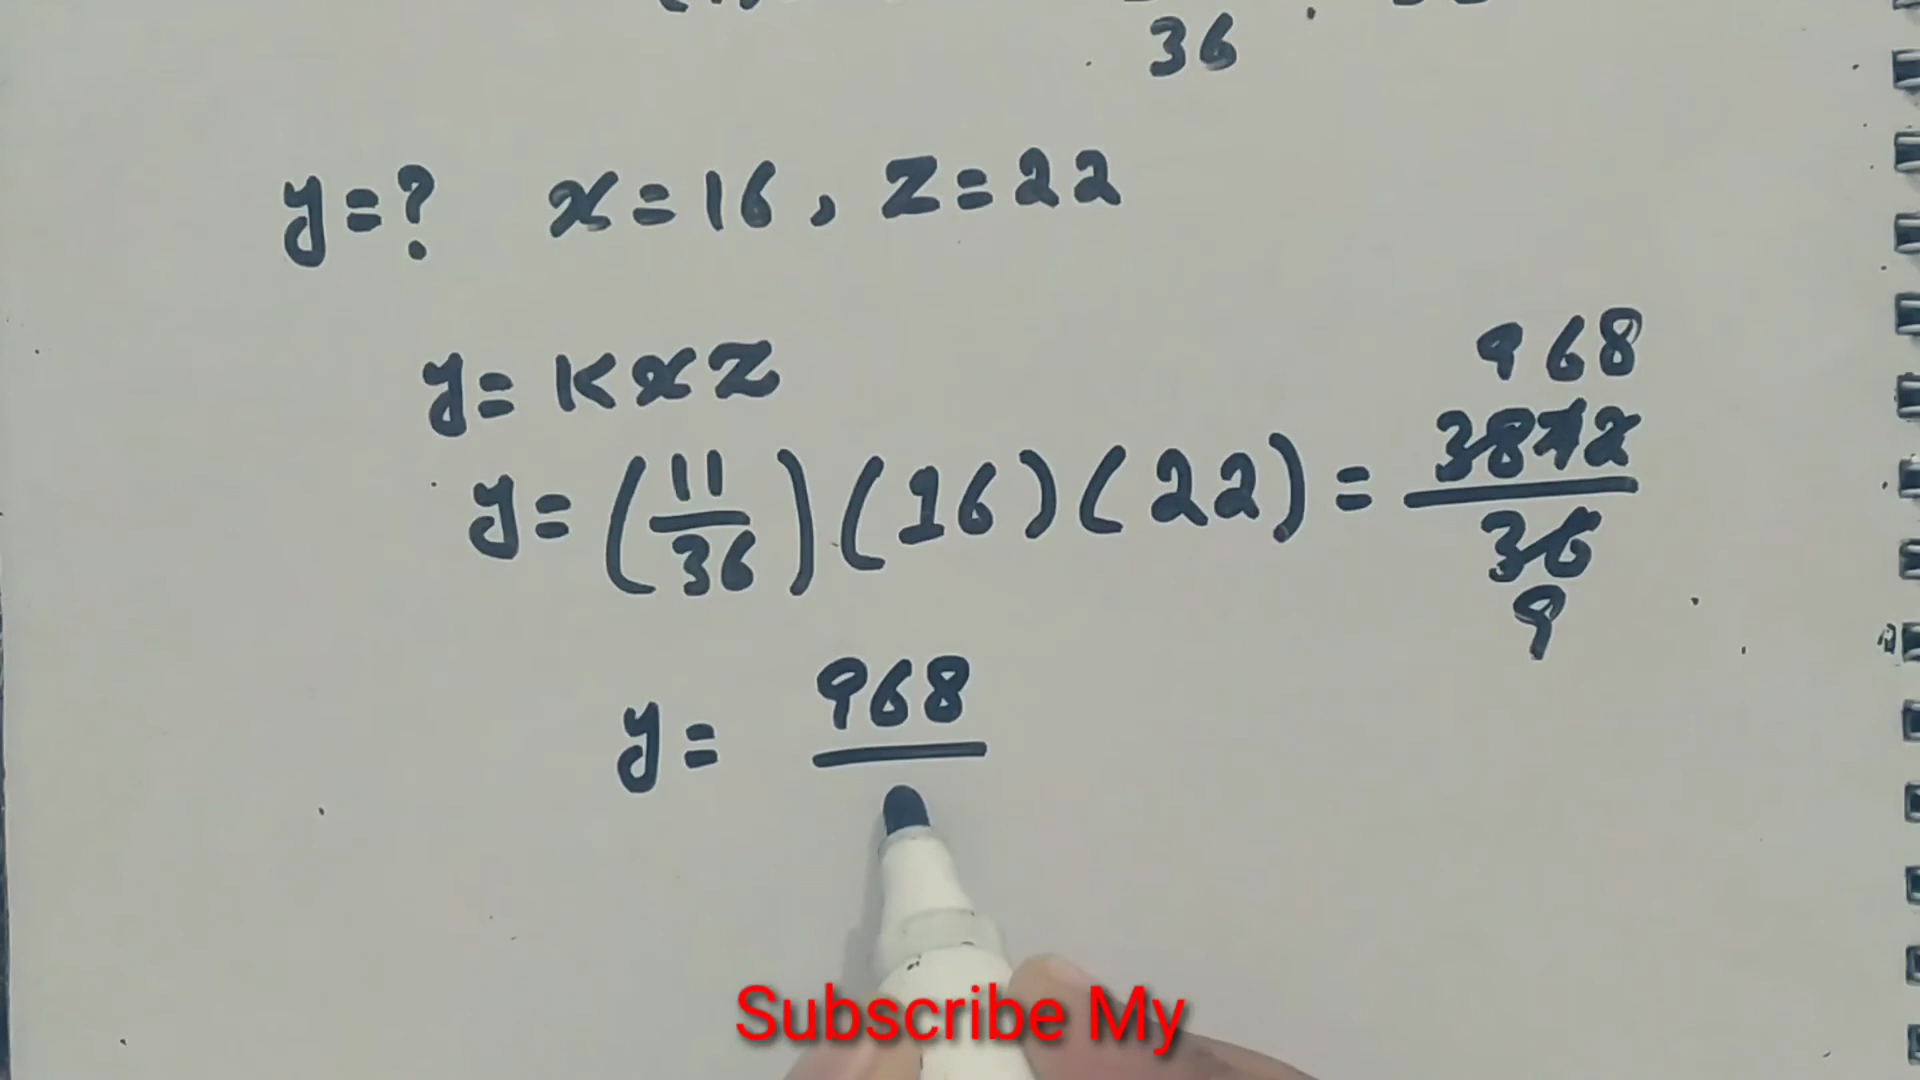 36
y=? x=16, z=22
y= kxz
968
y= (11/36) (16) (22) = 3872/36
9
y= 968
Subscribe My